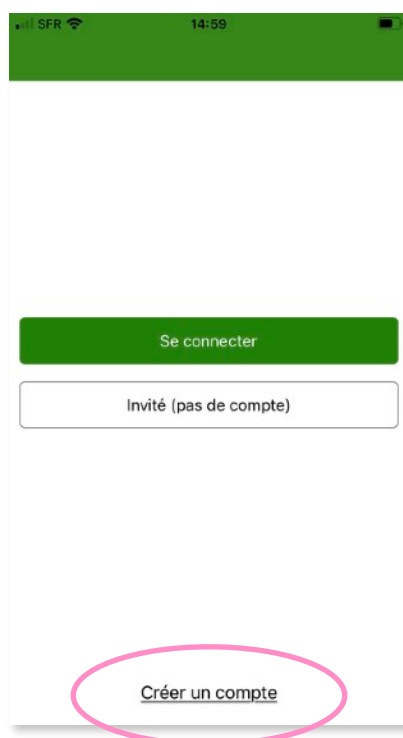 SFR 14:59
Se connecter
Invité (pas de compte)
Créer un compte